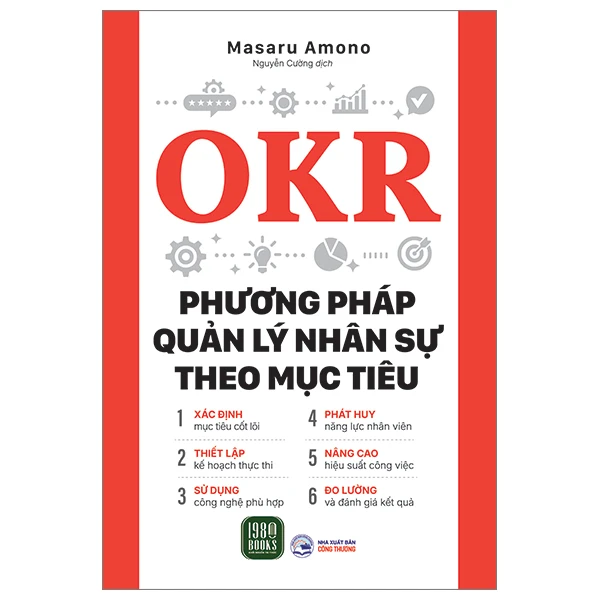 Masaru Amono
Nguyễn Cường dịch
OKR
PHƯƠNG PHÁP
QUẢN LÝ NHÂN SỰ
THEO MỤC TIÊU
1 XÁC ĐỊNH
mục tiêu cốt lõi
2 THIẾT LẬP
kế hoạch thực thi
3 SỬ DỤNG
công nghệ phù hợp
4 PHÁT HUY
năng lực nhân viên
5 NÂNG CAO
hiệu suất công việc
6 ĐO LƯỜNG
và đánh giá kết quả
1980
BOOKS
NHÀ XUẤT BẢN
CÔNG THƯƠNG